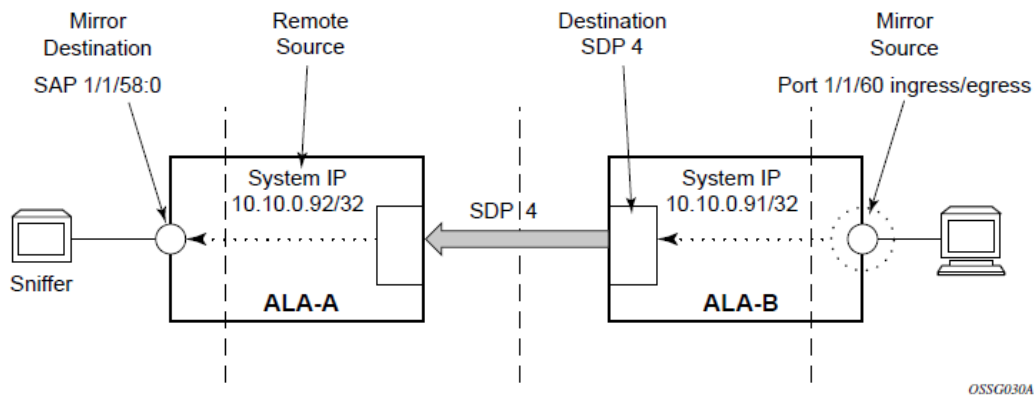 Mirror
Destination
SAP 1/1/58:0
Remote
Source
Destination
SDP 4
Mirror
Source
Port 1/1/60 ingress/egress
System IP
10.10.0.92/32
SDP 4
System IP
10.10.0.91/32
Sniffer
ALA-A
ALA-B
OSSG030A